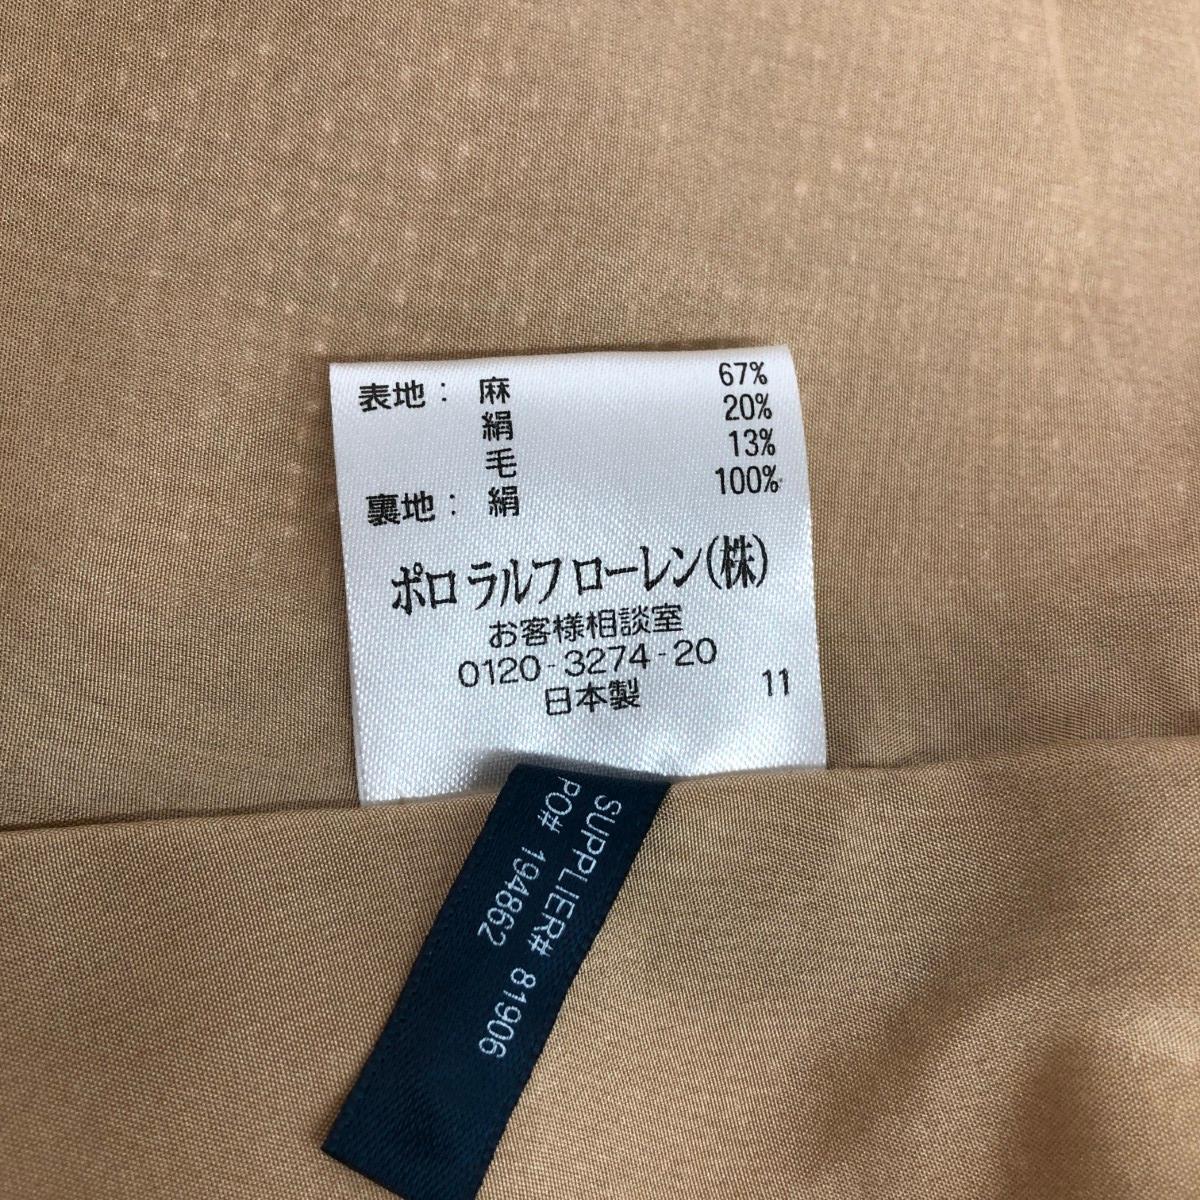 表地： 麻 67%
絹 20%
毛 13%
裏地： 絹 100%
ポロ ラルフ ローレン(株)
お客様相談室
0120-3274-20
日本製 11
SUPPLIER# 81906
PO# 194862